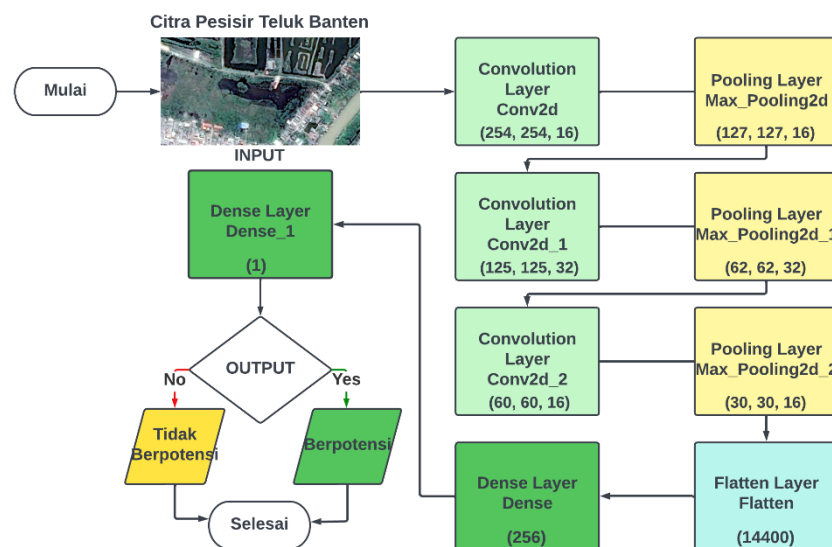 Citra Pesisir Teluk Banten
Mulai
INPUT
Convolution
Layer
Conv2d
(254, 254, 16)
Pooling Layer
Max_Pooling2d
(127, 127, 16)
Convolution
Layer
Conv2d_1
(125, 125, 32)
Pooling Layer
Max_Pooling2d_1
(62, 62, 32)
Convolution
Layer
Conv2d_2
(60, 60, 16)
Pooling Layer
Max_Pooling2d_2
(30, 30, 16)
Flatten Layer
Flatten
(14400)
Dense Layer
Dense
(256)
Dense Layer
Dense_1
(1)
OUTPUT
No
Yes
Tidak
Berpotensi
Berpotensi
Selesai